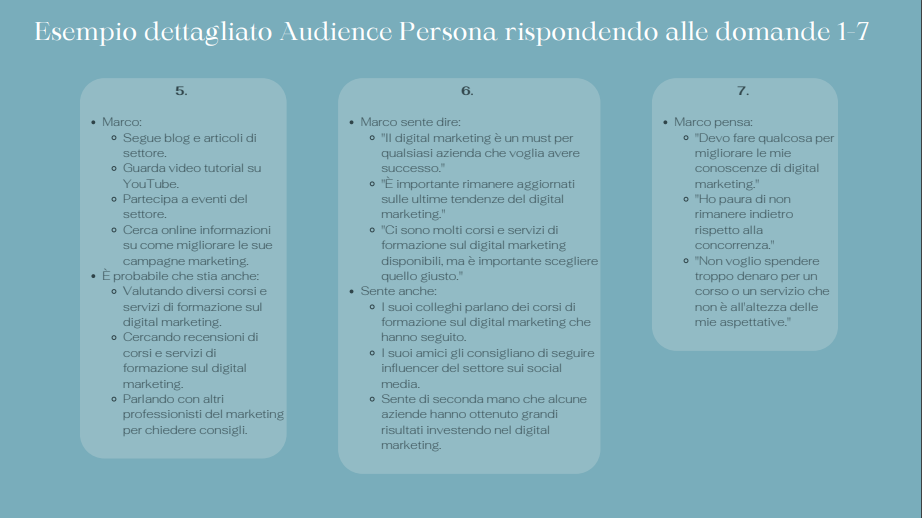 Esempio dettagliato Audience Persona rispondendo alle domande 1-7
5.
• Marco:
◦ Segue blog e articoli di
settore.
◦ Guarda video tutorial su
YouTube.
◦ Partecipa a eventi del
settore.
◦ Cerca online informazioni
su come migliorare le sue
campagne marketing.
• È probabile che stia anche:
◦ Valutando diversi corsi e
servizi di formazione sul
digital marketing.
◦ Cercando recensioni di
corsi e servizi di
formazione sul digital
marketing.
◦ Parlando con altri
professionisti del marketing
per chiedere consigli.
6.
• Marco sente dire:
◦ "Il digital marketing è un must per
qualsiasi azienda che voglia avere
successo."
◦ "È importante rimanere aggiornati
sulle ultime tendenze del digital
marketing."
◦ "Ci sono molti corsi e servizi di
formazione sul digital marketing
disponibili, ma è importante scegliere
quello giusto."
• Sente anche:
◦ I suoi colleghi parlano dei corsi di
formazione sul digital marketing che
hanno seguito.
◦ I suoi amici gli consigliano di seguire
influencer del settore sui social
media.
◦ Sente di seconda mano che alcune
aziende hanno ottenuto grandi
risultati investendo nel digital
marketing.
7.
• Marco pensa:
◦ "Devo fare qualcosa per
migliorare le mie
conoscenze di digital
marketing."
◦ "Ho paura di non
rimanere indietro
rispetto alla
concorrenza."
◦ "Non voglio spendere
troppo denaro per un
corso o un servizio che
non è all'altezza delle
mie aspettative."